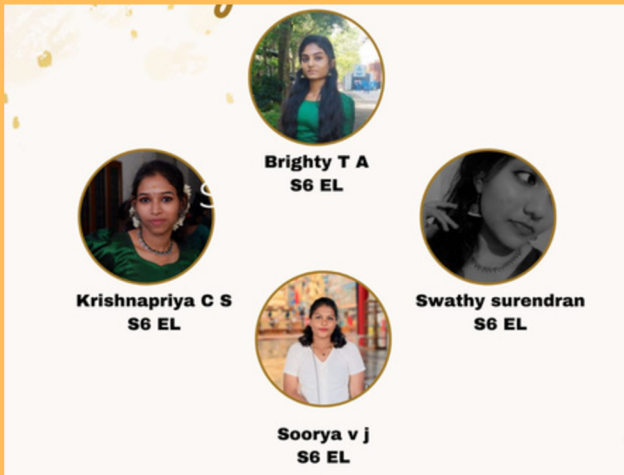 Brighty T A
S6 EL
Krishnapriya C S
S6 EL
Swathy surendran
S6 EL
Soorya v j
S6 EL